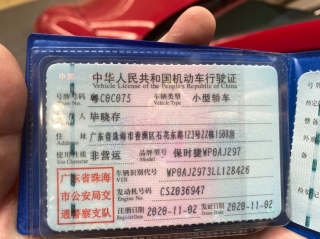 中华人民共和国机动车行驶证
Vehicle License of the People's Republic of China
号牌号码 粤C0C075 车辆类型 小型轿车
Plate No. Vehicle Type
所有人 毕晓存
Owner
住址 广东省珠海市香洲区石花东路123号22栋1508房
Address
使用性质 非营运 品牌型号 保时捷WP0AJ297
Use Character Model
广东省珠海
市公安局交
通警察支队
车辆识别代号 WP0AJ2973LL128426
VIN
发动机号码 CSZ036947
Engine No.
注册日期 2020-11-02 发证日期 2020-11-02
Register Date Issue Date